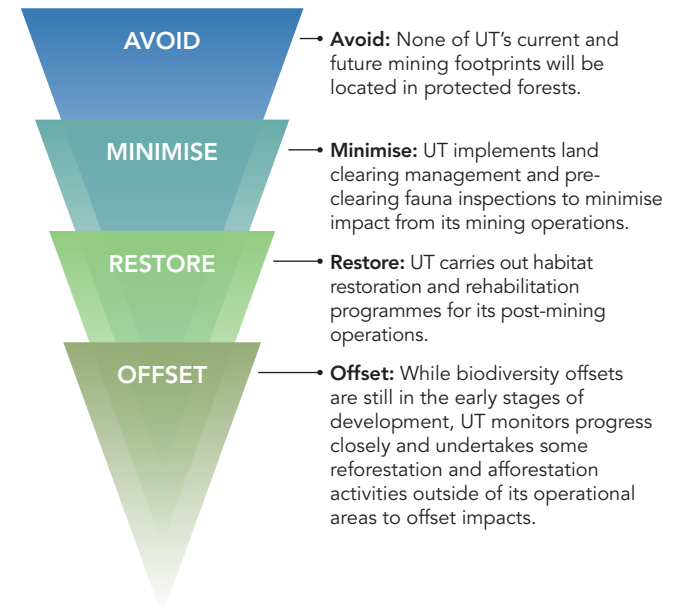 AVOID
Avoid: None of UT's current and
future mining footprints will be
located in protected forests.
MINIMISE
Minimise: UT implements land
clearing management and pre-
clearing fauna inspections to minimise
impact from its mining operations.
RESTORE
Restore: UT carries out habitat
restoration and rehabilitation
programmes for its post-mining
operations.
OFFSET
Offset: While biodiversity offsets
are still in the early stages of
development, UT monitors progress
closely and undertakes some
reforestation and afforestation
activities outside of its operational
areas to offset impacts.